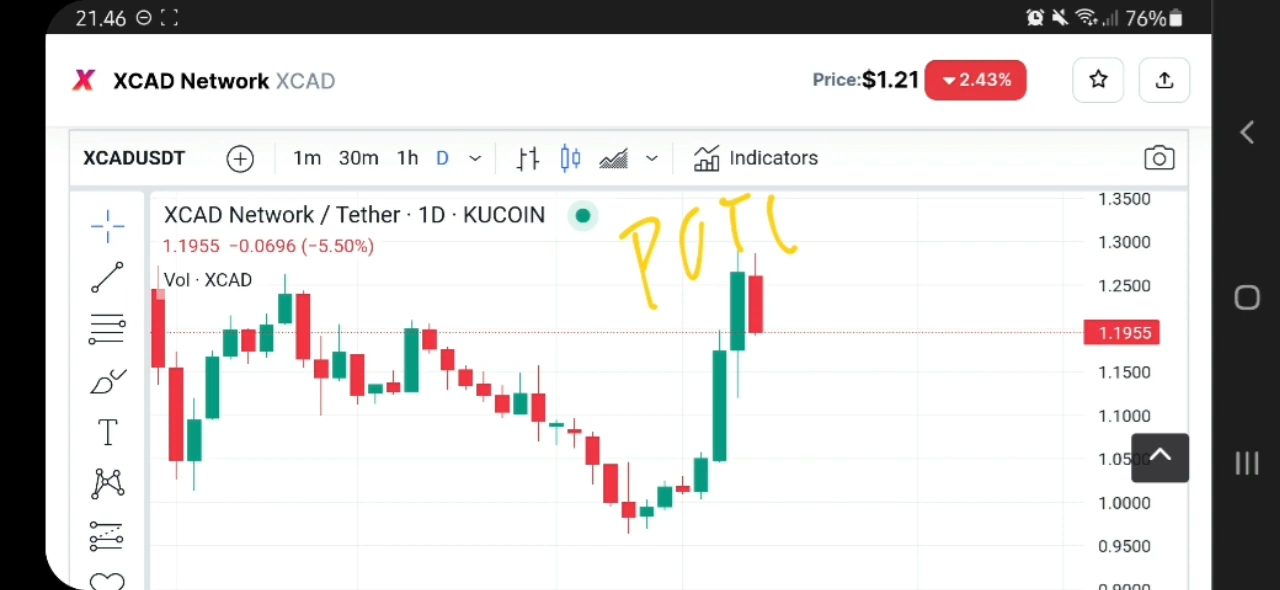 21.46
76%
XCAD Network XCAD
Price:$1.21
2.43%
XCADUSDT
1m 30m 1h D
Indicators
XCAD Network / Tether · 1D · KUCOIN
1.1955 −0.0696 (−5.50%)
Vol · XCAD
1.3500
1.3000
1.2500
1.1955
1.1500
1.1000
1.0500
1.0000
0.9500
0.9000